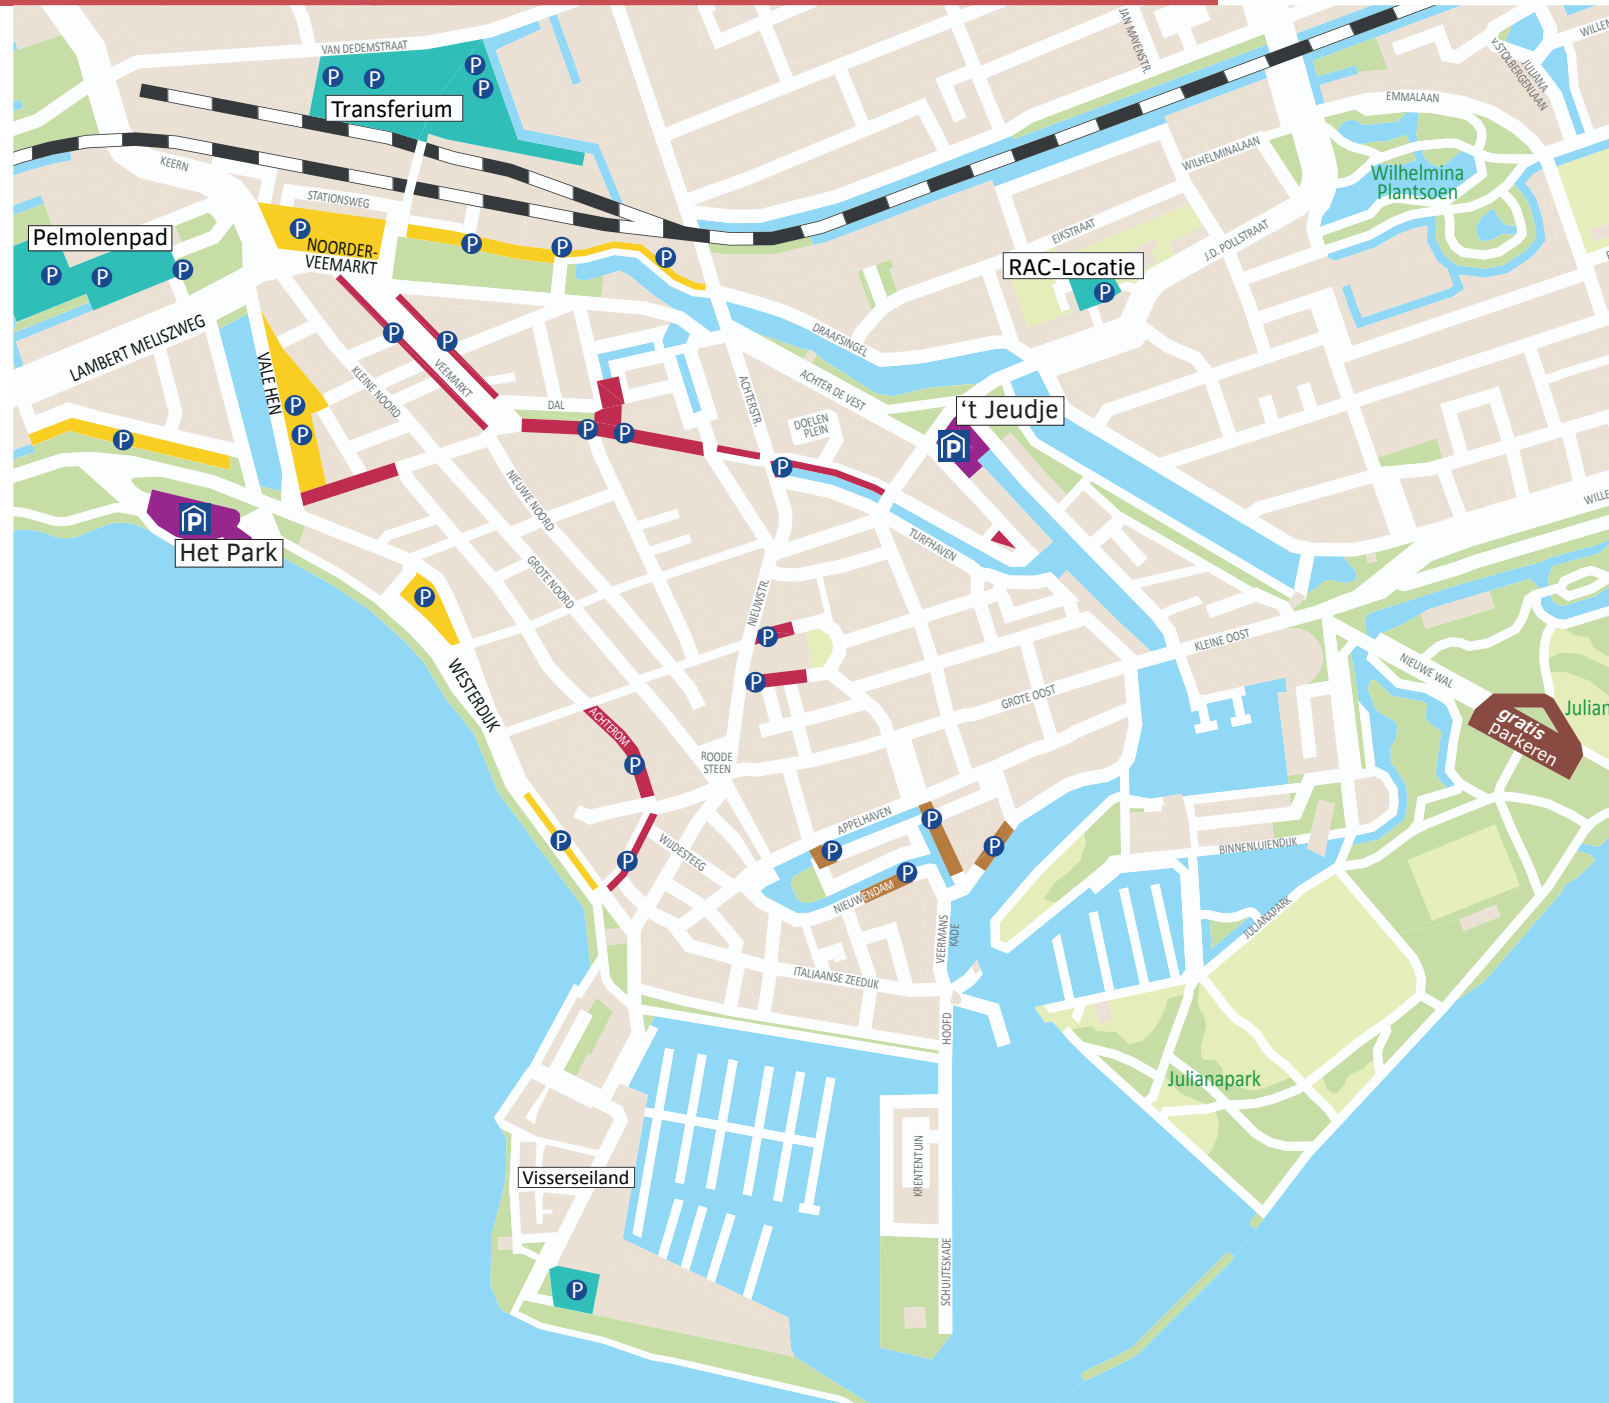 VAN DEDEMSTRAAT
JAN MAYENSTR.
V.STOLBERGENLAAN
JULIANA
P
P
P
P
Transferium
EMMALAAN
KEERN
WILHELMINALAAN
Wilhelmina
Plantsoen
STATIONSWEG
Pelmolenpad
P
P
P
P
NOORDER-
VEEMARKT
P
P
P
EIKSTRAAT
J.D. POLLSTRAAT
RAC-Locatie
P
LAMBERT MELISZWEG
VALE HEN
P
P
VEEMARKT
KLEINE NOORD
DRAAFSINGEL
ACHTER DE VEST
ACHTERSTR.
DAL
DOELEN
PLEIN
't Jeudje
P
P
P
P
P
P
P
NIEUWE NOORD
P
Het Park
TURFHAVEN
GROTE NOORD
P
NIEUWSTR.
P
P
KLEINE OOST
NIEUWE WAL
WESTERDIJK
GROTE OOST
ACHTEROM
P
gratis
parkeren
Julian
ROODE
STEEN
APPELHAVEN
P
P
P
P
P
P
WIJDESTEEG
NIEUWENDAM
BINNENLUIENDIJK
JULIANAPARK
VEERMANS
KADE
ITALIAANSE ZEEDIJK
HOOFD
Julianapark
Visserseiland
KRENTENTUIN
SCHUIJTESKADE
P